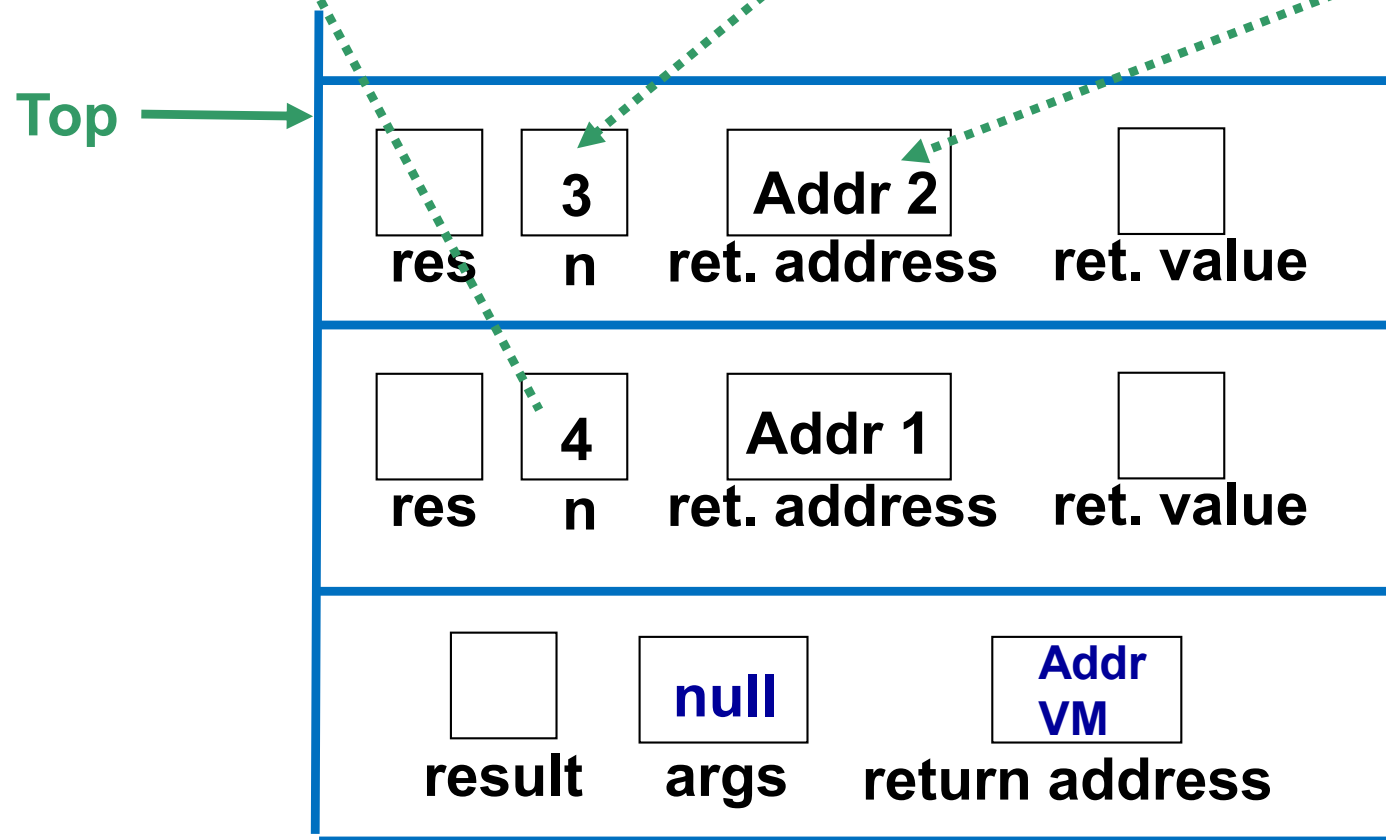 Top
3
Addr 2
res
n
ret. address
ret. value
4
Addr 1
res
n
ret. address
ret. value
null
Addr
VM
result
args
return address